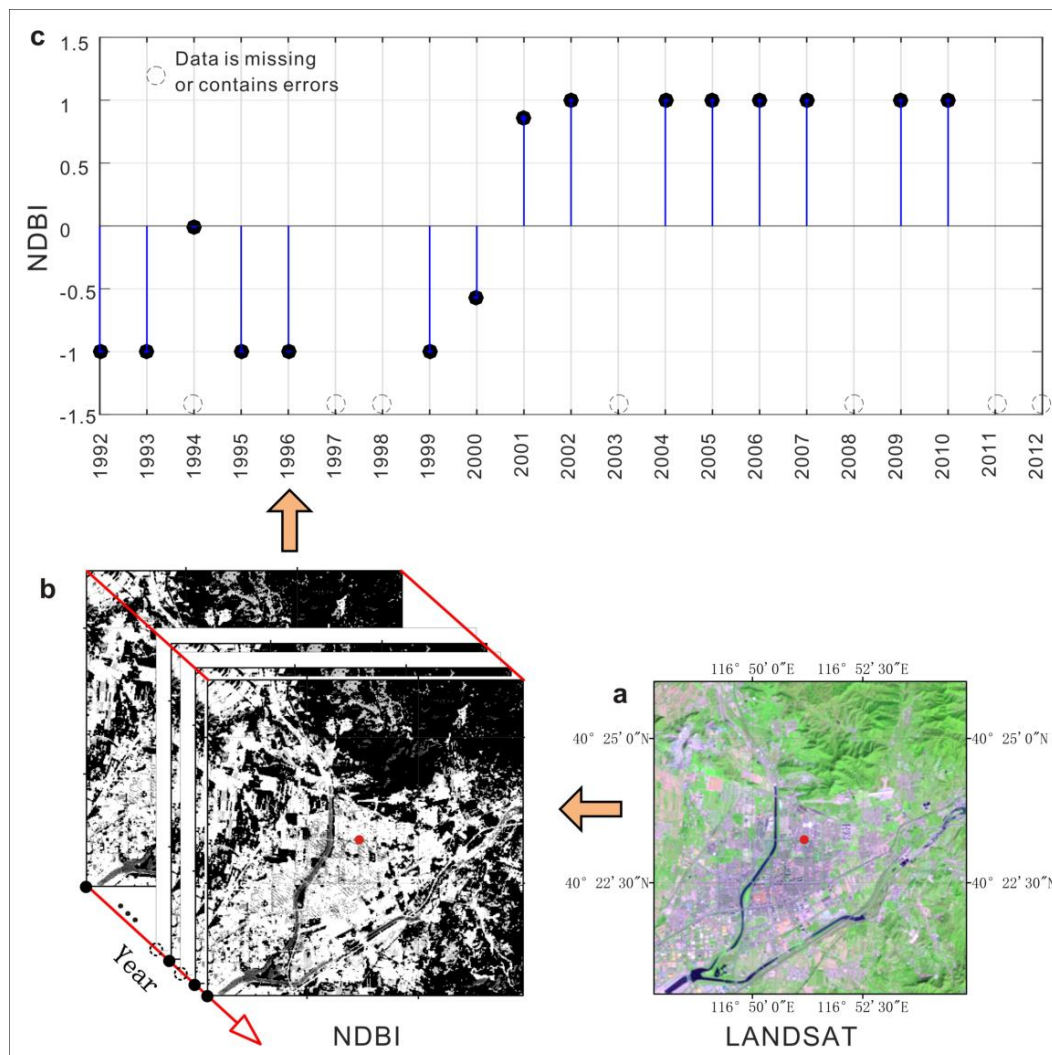 c
1.5
Data is missing
or contains errors
1
0.5
0
-0.5
-1
-1.5
NDBI
1992
1993
1994
1995
1996
1997
1998
1999
2000
2001
2002
2003
2004
2005
2006
2007
2008
2009
2010
2011
2012
b
Year
NDBI
a
116° 50′0″E 116° 52′30″E
40° 25′0″N
40° 25′0″N
40° 22′30″N
40° 22′30″N
116° 50′0″E 116° 52′30″E
LANDSAT